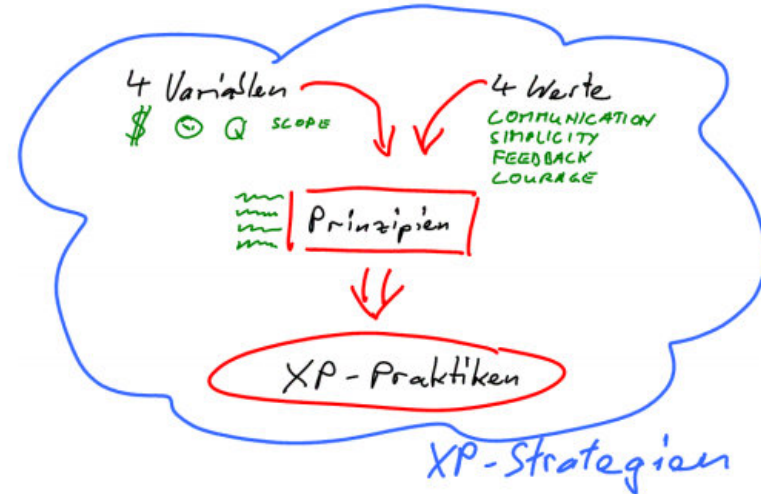 4 Variablen
$ Q SCOPE
4 Werte
COMMUNICATION
SIMPLICITY
FEEDBACK
COURAGE
Prinzipien
XP-Praktiken
XP-Strategien